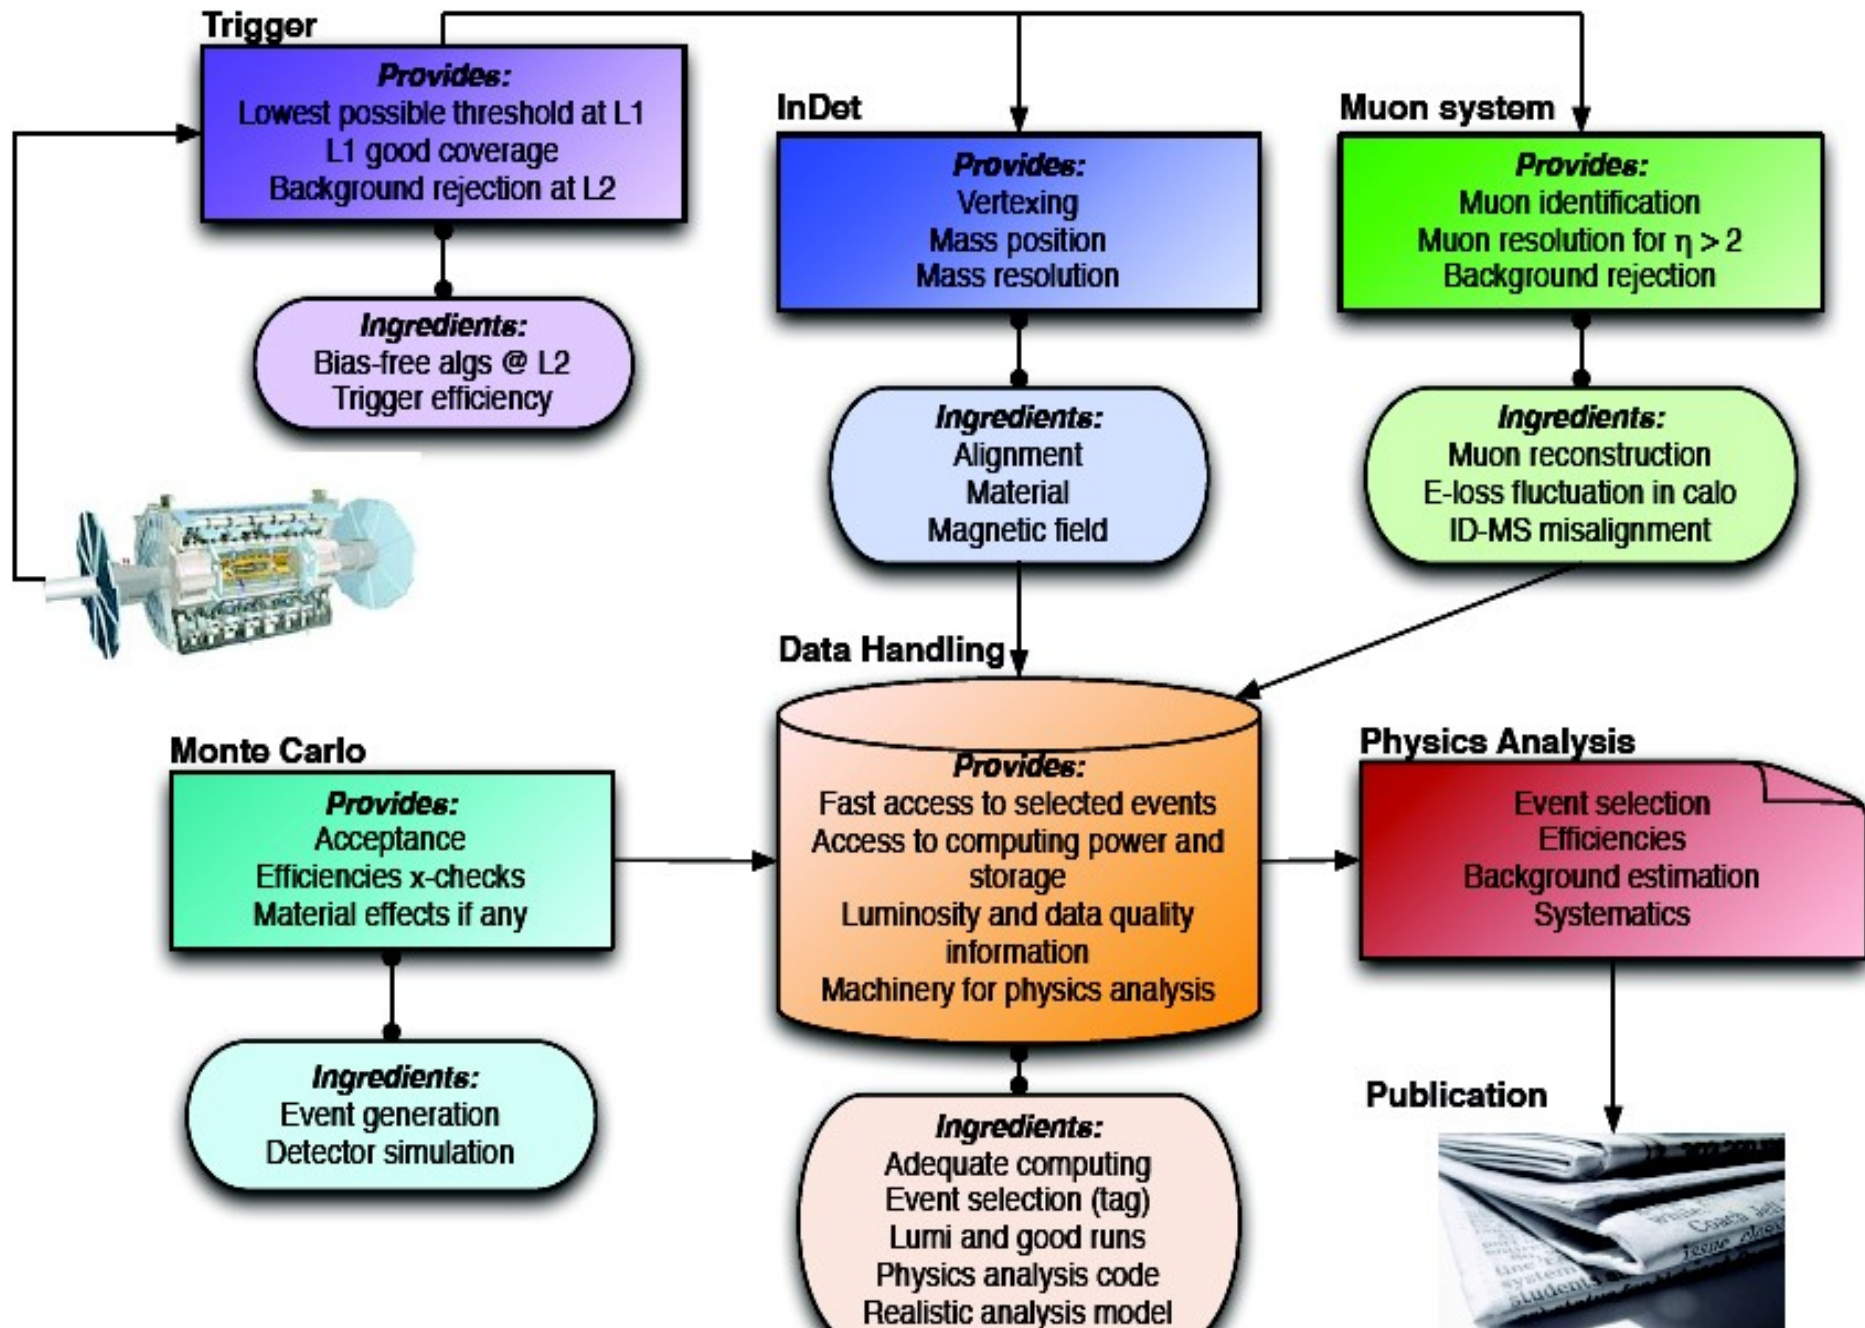 Trigger
Provides:
Lowest possible threshold at L1
L1 good coverage
Background rejection at L2
Ingredients:
Bias-free algs @ L2
Trigger efficiency
InDet
Provides:
Vertexing
Mass position
Mass resolution
Ingredients:
Alignment
Material
Magnetic field
Muon system
Provides:
Muon identification
Muon resolution for η > 2
Background rejection
Ingredients:
Muon reconstruction
E-loss fluctuation in calo
ID-MS misalignment
Monte Carlo
Provides:
Acceptance
Efficiencies x-checks
Material effects if any
Ingredients:
Event generation
Detector simulation
Data Handling
Provides:
Fast access to selected events
Access to computing power and
storage
Luminosity and data quality
information
Machinery for physics analysis
Ingredients:
Adequate computing
Event selection (tag)
Lumi and good runs
Physics analysis code
Realistic analysis model
Physics Analysis
Event selection
Efficiencies
Background estimation
Systematics
Publication
Coach
issue
system
students